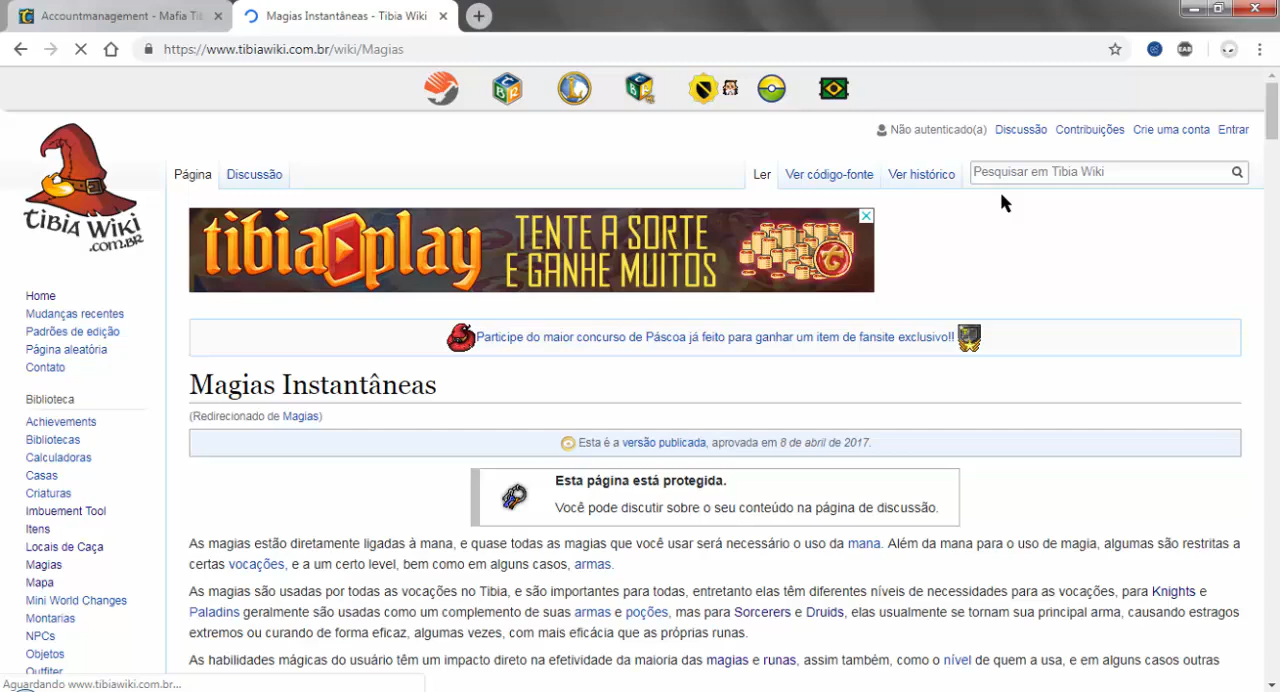 Accountmanagement - Mafia Tib
Magias Instantâneas - Tibia Wiki
https://www.tibiawiki.com.br/wiki/Magias
EAB
Não autenticado(a) Discussão Contribuições Crie uma conta Entrar
Página Discussão Ler Ver código-fonte Ver histórico Pesquisar em Tibia Wiki
Tibia Wiki
.com.br
tibia play TENTE A SORTE
E GANHE MUITOS
Home
Mudanças recentes
Padrões de edição
Página aleatória
Contato
Biblioteca
Achievements
Bibliotecas
Calculadoras
Casas
Criaturas
Imbuement Tool
Itens
Locais de Caça
Magias
Mapa
Mini World Changes
Montarias
NPCs
Objetos
Outfiter
Participe do maior concurso de Páscoa já feito para ganhar um item de fansite exclusivo!!
Magias Instantâneas
(Redirecionado de Magias)
Esta é a versão publicada, aprovada em 8 de abril de 2017.
Esta página está protegida.
Você pode discutir sobre o seu conteúdo na página de discussão.
As magias estão diretamente ligadas à mana, e quase todas as magias que você usar será necessário o uso da mana. Além da mana para o uso de magia, algumas são restritas a
certas vocações, e a um certo level, bem como em alguns casos, armas.
As magias são usadas por todas as vocações no Tibia, e são importantes para todas, entretanto elas têm diferentes níveis de necessidades para as vocações, para Knights e
Paladins geralmente são usadas como um complemento de suas armas e poções, mas para Sorcerers e Druids, elas usualmente se tornam sua principal arma, causando estragos
extremos ou curando de forma eficaz, algumas vezes, com mais eficácia que as próprias runas.
As habilidades mágicas do usuário têm um impacto direto na efetividade da maioria das magias e runas, assim também, como o nível de quem a usa, e em alguns casos outras
Aguardando www.tibiawiki.com.br...